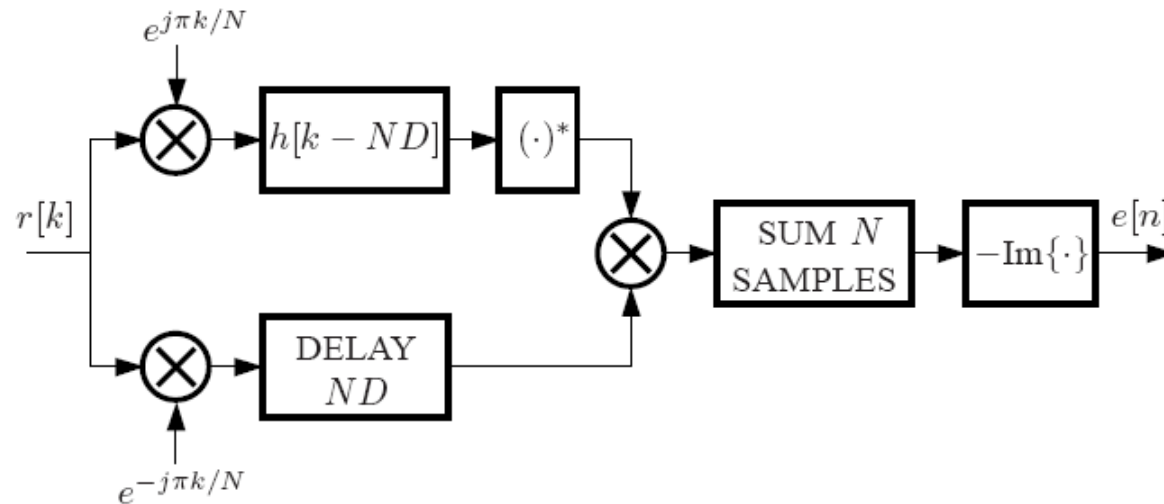 e^{jπk/N}
h[k − ND]
(·)*
r[k]
SUM N
SAMPLES
−Im{·}
e[n]
DELAY
ND
e^{−jπk/N}